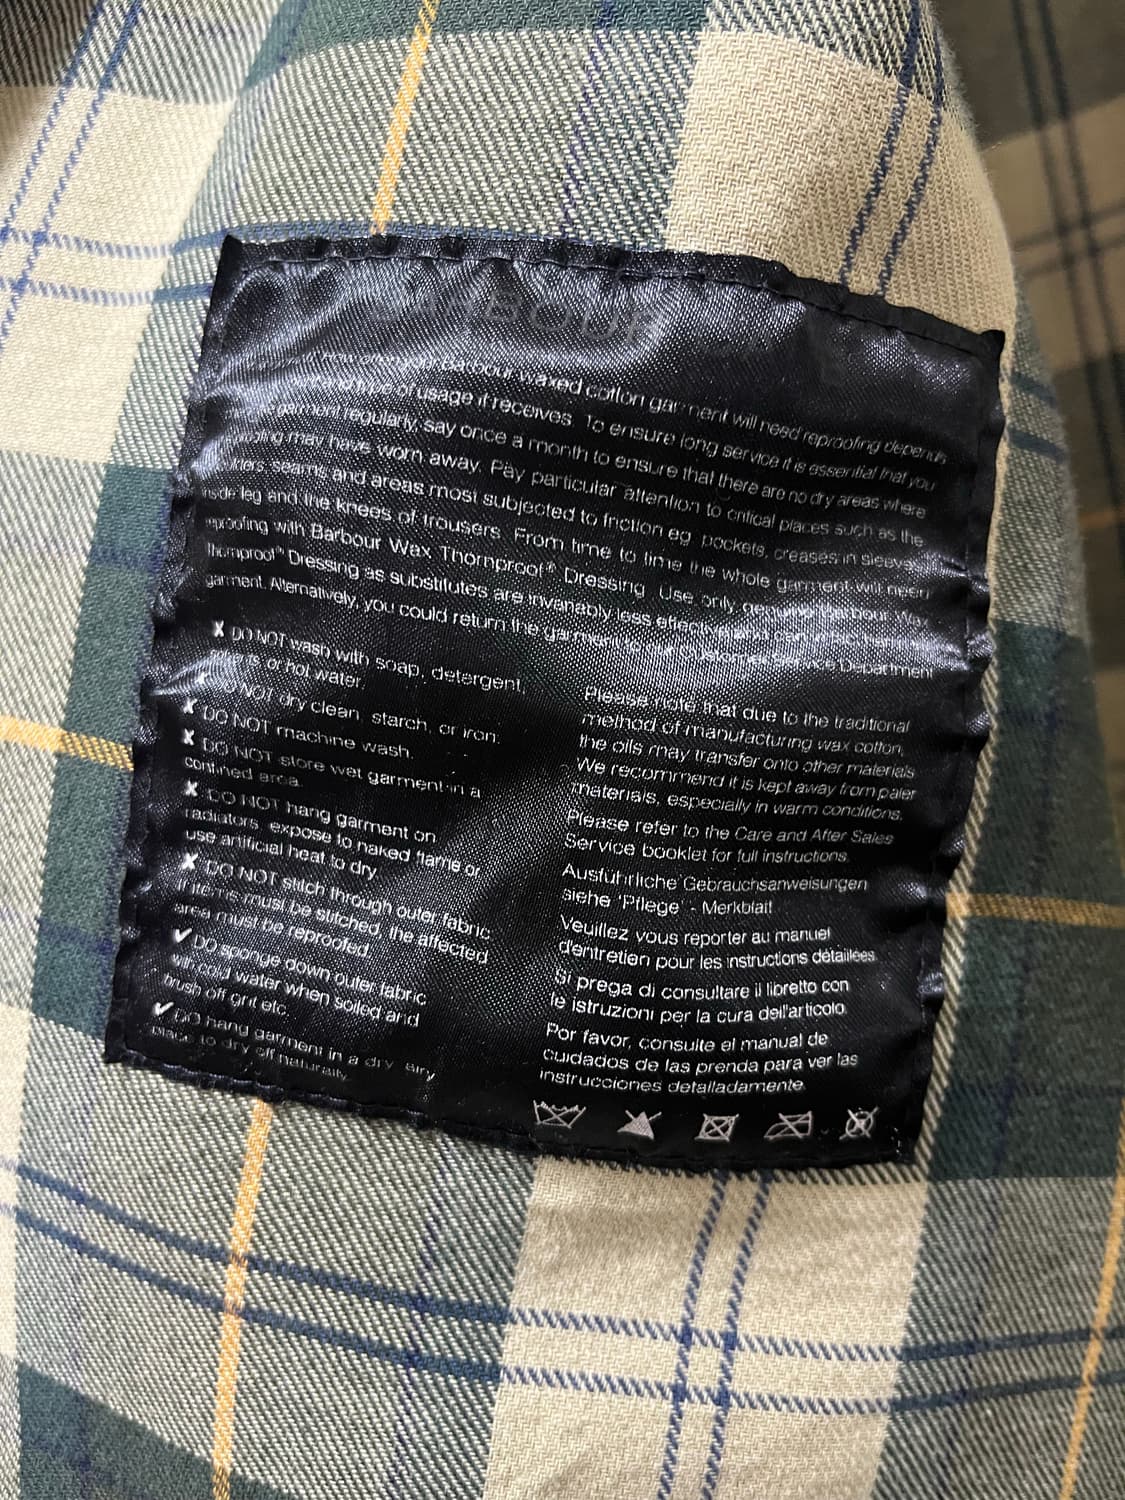 BARBOUR
Barbour waxed cotton garment will need reproofing depends
and type of usage it receives. To ensure long service it is essential that you
garment regularly, say once a month to ensure that there are no dry areas where
may have worn away. Pay particular attention to critical places such as the
seams, and areas most subjected to friction eg. pockets, creases in sleeves,
inside leg and the knees of trousers. From time to time the whole garment will need
reproofing with Barbour Wax Thornproof® Dressing. Use only genuine Barbour Wax
Thornproof® Dressing as substitutes are invariably less effective and can
garment. Alternatively, you could return the garment to Customer Service Department
✗ DO NOT wash with soap, detergent,
or hot water.
DO NOT dry clean, starch, or iron.
✗ DO NOT machine wash.
✗ DO NOT store wet garment in a
confined area.
✗ DO NOT hang garment on
radiators, expose to naked flame or
use artificial heat to dry.
✗ DO NOT stitch through outer fabric
If items must be stitched, the affected
area must be reproofed.
✓ DO sponge down outer fabric
with cold water when soiled and
brush off grit etc.
✓ DO hang garment in a dry airy
place to dry off naturally.
Please note that due to the traditional
method of manufacturing wax cotton,
the oils may transfer onto other materials
We recommend it is kept away from paler
materials, especially in warm conditions.
Please refer to the Care and After Sales
Service booklet for full instructions.
Ausführliche Gebrauchsanweisungen
siehe 'Pflege' - Merkblatt
Veuillez vous reporter au manuel
d'entretien pour les instructions détaillées
Si prega di consultare il libretto con
le istruzioni per la cura dell'articolo
Por favor, consulte el manual de
cuidados de las prenda para ver las
instrucciones detalladamente